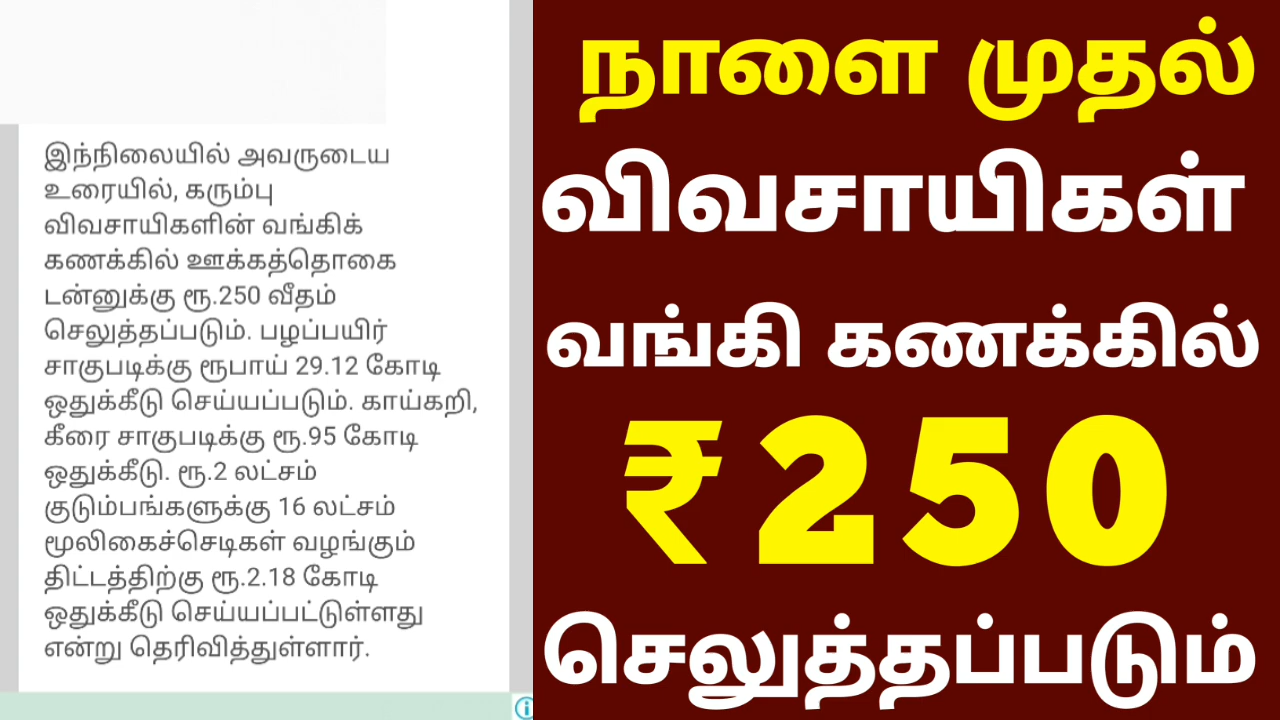 இந்நிலையில் அவருடைய
உரையில், கரும்பு
விவசாயிகளின் வங்கிக்
கணக்கில் ஊக்கத்தொகை
டன்னுக்கு ரூ.250 வீதம்
செலுத்தப்படும். பழப்பயிர்
சாகுபடிக்கு ரூபாய் 29.12 கோடி
ஒதுக்கீடு செய்யப்படும். காய்கறி,
கீரை சாகுபடிக்கு ரூ.95 கோடி
ஒதுக்கீடு. ரூ.2 லட்சம்
குடும்பங்களுக்கு 16 லட்சம்
மூலிகைச்செடிகள் வழங்கும்
திட்டத்திற்கு ரூ.2.18 கோடி
ஒதுக்கீடு செய்யப்பட்டுள்ளது
என்று தெரிவித்துள்ளார்.
நாளை முதல்
விவசாயிகள்
வங்கி கணக்கில்
₹250
செலுத்தப்படும்